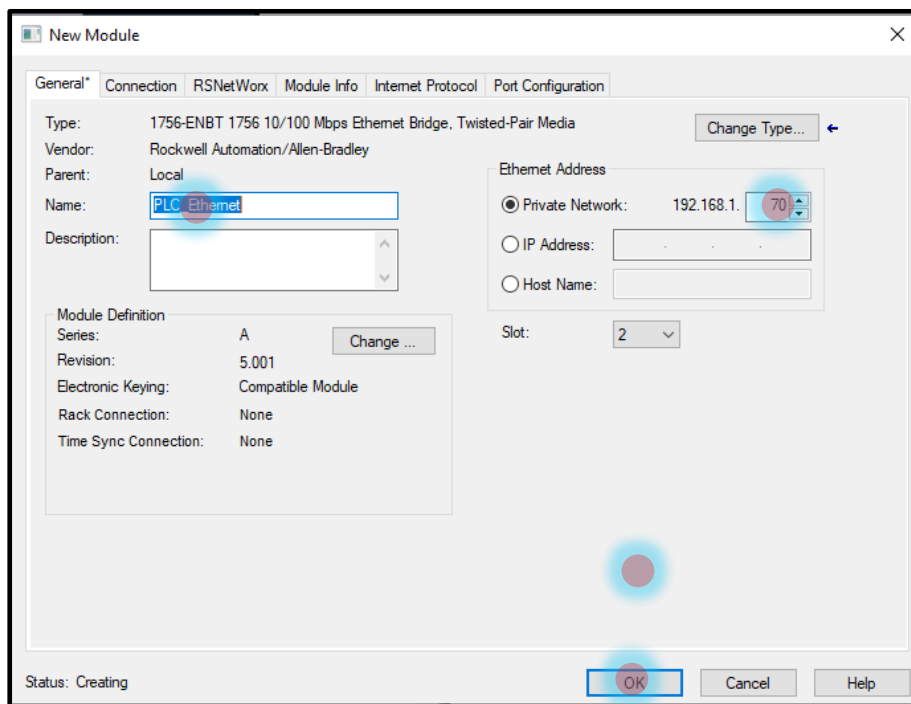 New Module
General* Connection RSNetWorx Module Info Internet Protocol Port Configuration
Type: 1756-ENBT 1756 10/100 Mbps Ethernet Bridge, Twisted-Pair Media
Change Type...
Vendor: Rockwell Automation/Allen-Bradley
Parent: Local
Name: PLC_Ethernet
Description:
Ethernet Address
Private Network: 192.168.1. 70
IP Address: . . .
Host Name:
Module Definition
Series: A
Change ...
Revision: 5.001
Electronic Keying: Compatible Module
Rack Connection: None
Time Sync Connection: None
Slot: 2
Status: Creating
OK Cancel Help